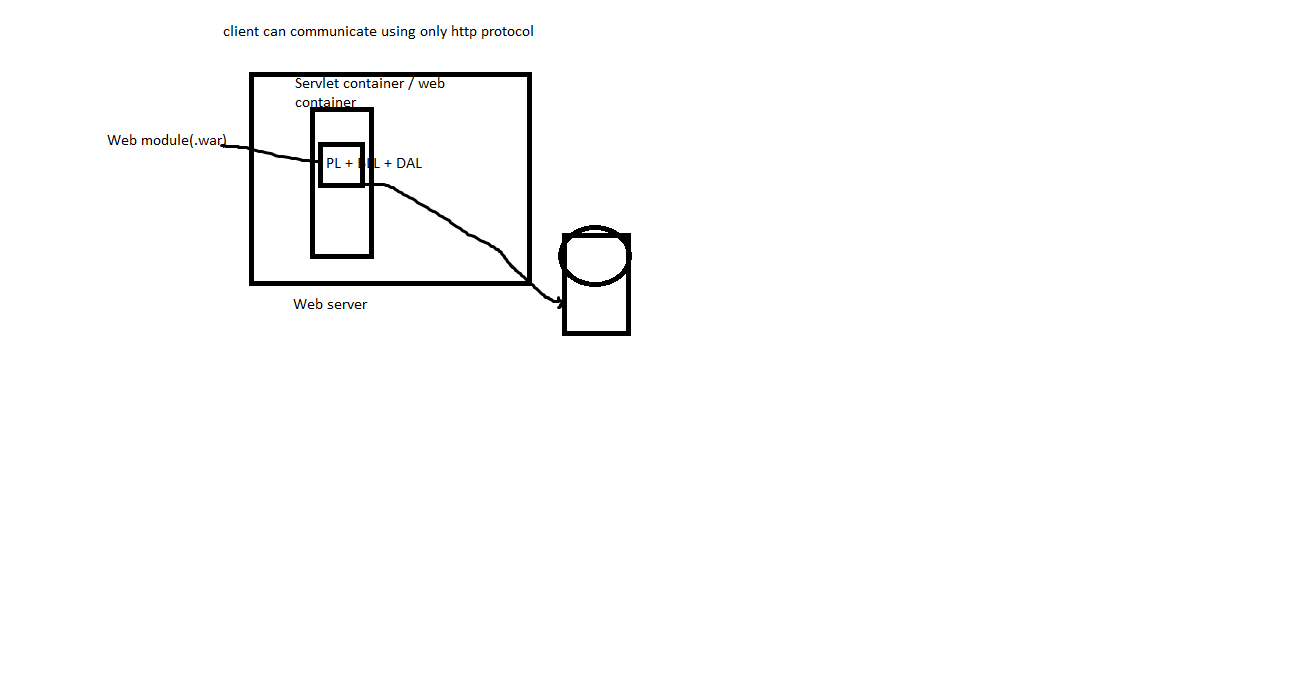 client can communicate using only http protocol
Servlet container / web
container
Web module(.war)
PL + BLL + DAL
Web server